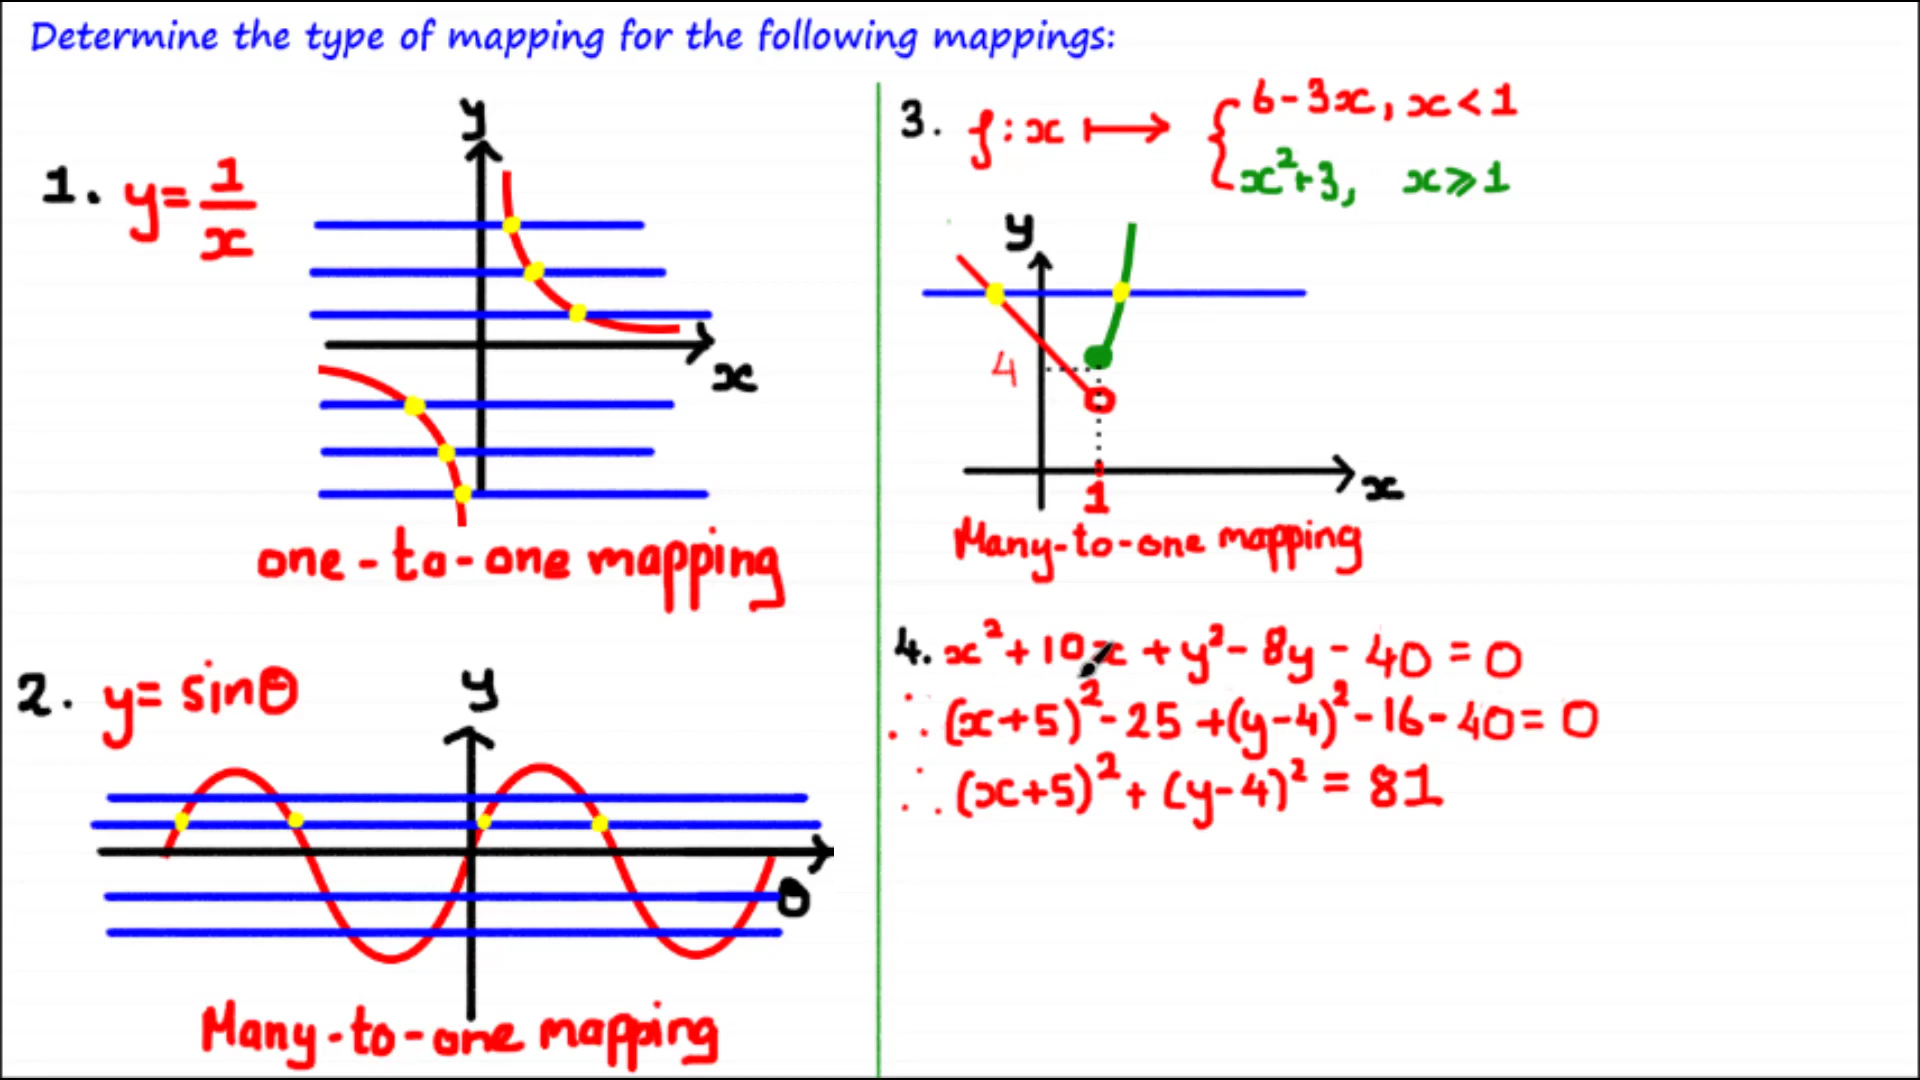 Determine the type of mapping for the following mappings:
1. y = 1/x
y
x
one-to-one mapping
2. y = sinθ
y
θ
Many-to-one mapping
3. f : x ↦ { 6 - 3x, x < 1
x² + 3, x ⩾ 1
y
4
1
x
Many-to-one mapping
4. x² + 10x + y² - 8y - 40 = 0
∴ (x+5)² - 25 + (y-4)² - 16 - 40 = 0
∴ (x+5)² + (y-4)² = 81